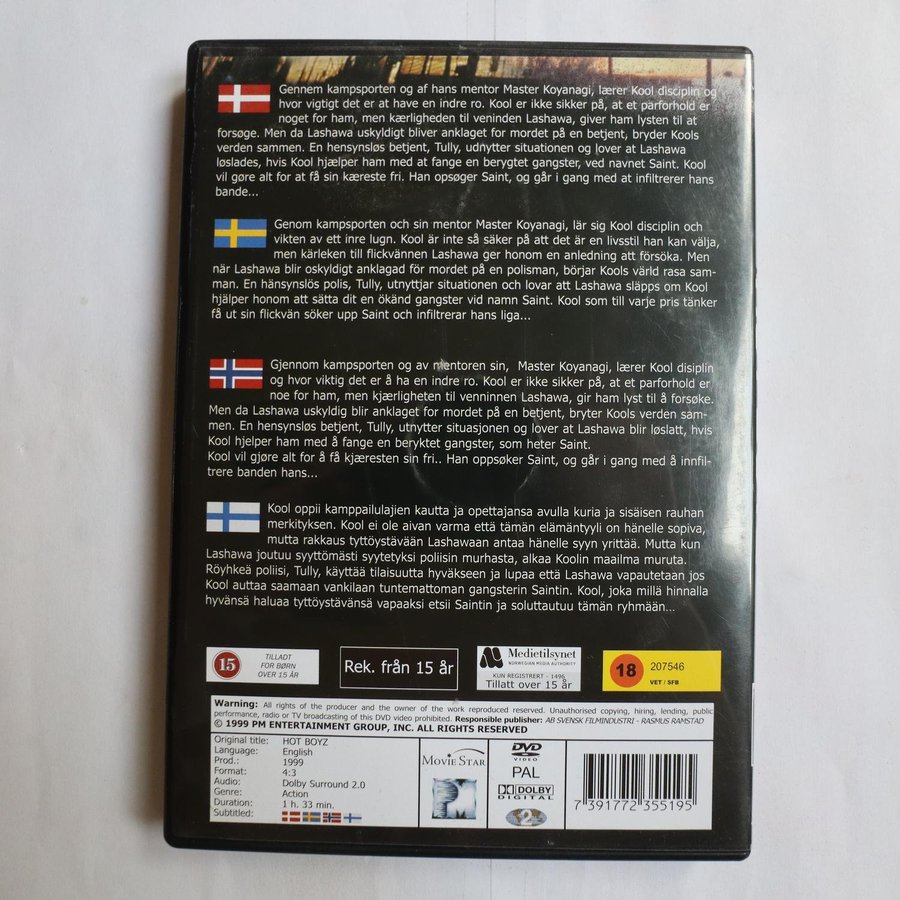 Gennem kampsporten og af hans mentor Master Koyanagi, lærer Kool disciplin og
hvor vigtigt det er at have en indre ro. Kool er ikke sikker på, at et parforhold er
noget for ham, men kærligheden til veninden Lashawa, giver ham lysten til at
forsøge. Men da Lashawa uskyldigt bliver anklaget for mordet på en betjent, bryder Kools
verden sammen. En hensynsløs betjent, Tully, udnytter situationen og lover at Lashawa
løslades, hvis Kool hjælper ham med at fange en berygtet gangster, ved navnet Saint. Kool
vil gøre alt for at få sin kæreste fri. Han opsøger Saint, og går i gang med at infiltrerer hans
bande...
Genom kampsporten och sin mentor Master Koyanagi, lär sig Kool disciplin och
vikten av ett inre lugn. Kool är inte så säker på att det är en livsstil han kan välja,
men kärleken till flickvännen Lashawa ger honom en anledning att försöka. Men
när Lashawa blir oskyldigt anklagad för mordet på en polisman, börjar Kools värld rasa sam-
man. En hänsynslös polis, Tully, utnyttjar situationen och lovar att Lashawa släpps om Kool
hjälper honom att sätta dit en ökänd gangster vid namn Saint. Kool som till varje pris tänker
få ut sin flickvän söker upp Saint och infiltrerar hans liga...
Gjennom kampsporten og av mentoren sin, Master Koyanagi, lærer Kool disiplin
og hvor viktig det er å ha en indre ro. Kool er ikke sikker på, at et parforhold er
noe for ham, men kjærligheten til venninnen Lashawa, gir ham lyst til å forsøke.
Men da Lashawa uskyldig blir anklaget for mordet på en betjent, bryter Kools verden sam-
men. En hensynsløs betjent, Tully, utnytter situasjonen og lover at Lashawa blir løslatt, hvis
Kool hjelper ham med å fange en beryktet gangster, som heter Saint.
Kool vil gjøre alt for å få kjæresten sin fri.. Han oppsøker Saint, og går i gang med å innfil-
trere banden hans...
Kool oppii kamppailulajien kautta ja opettajansa avulla kuria ja sisäisen rauhan
merkityksen. Kool ei ole aivan varma että tämän elämäntyyli on hänelle sopiva,
mutta rakkaus tyttöystävään Lashawaan antaa hänelle syyn yrittää. Mutta kun
Lashawa joutuu syyttömästi syytetyksi poliisin murhasta, alkaa Koolin maailma muruta.
Röyhkeä poliisi, Tully, käyttää tilaisuutta hyväkseen ja lupaa että Lashawa vapautetaan jos
Kool auttaa saamaan vankilaan tuntemattoman gangsterin Saintin. Kool, joka millä hinnalla
hyvänsä haluaa tyttöystävänsä vapaaksi etsii Saintin ja soluttautuu tämän ryhmään...
15 TILLADT
FOR BØRN
OVER 15 ÅR
Rek. från 15 år
Medietilsynet
NORWEGIAN MEDIA AUTHORITY
KUN REGISTRERT - 1496
Tillatt over 15 år
18 207546
VET / SFB
Warning: All rights of the producer and the owner of the work reproduced reserved. Unauthorised copying, hiring, lending, public
performance, radio or TV broadcasting of this DVD video prohibited. Responsible publisher: AB SVENSK FILMINDUSTRI - RASMUS RAMSTAD
© 1999 PM ENTERTAINMENT GROUP, INC. ALL RIGHTS RESERVED
Original title: HOT BOYZ
Language: English
Prod.: 1999
Format: 4:3
Audio: Dolby Surround 2.0
Genre: Action
Duration: 1 h. 33 min.
Subtitled:
MOVIE STAR
DVD
VIDEO
PAL
DOLBY
DIGITAL
2
7 391772 355195